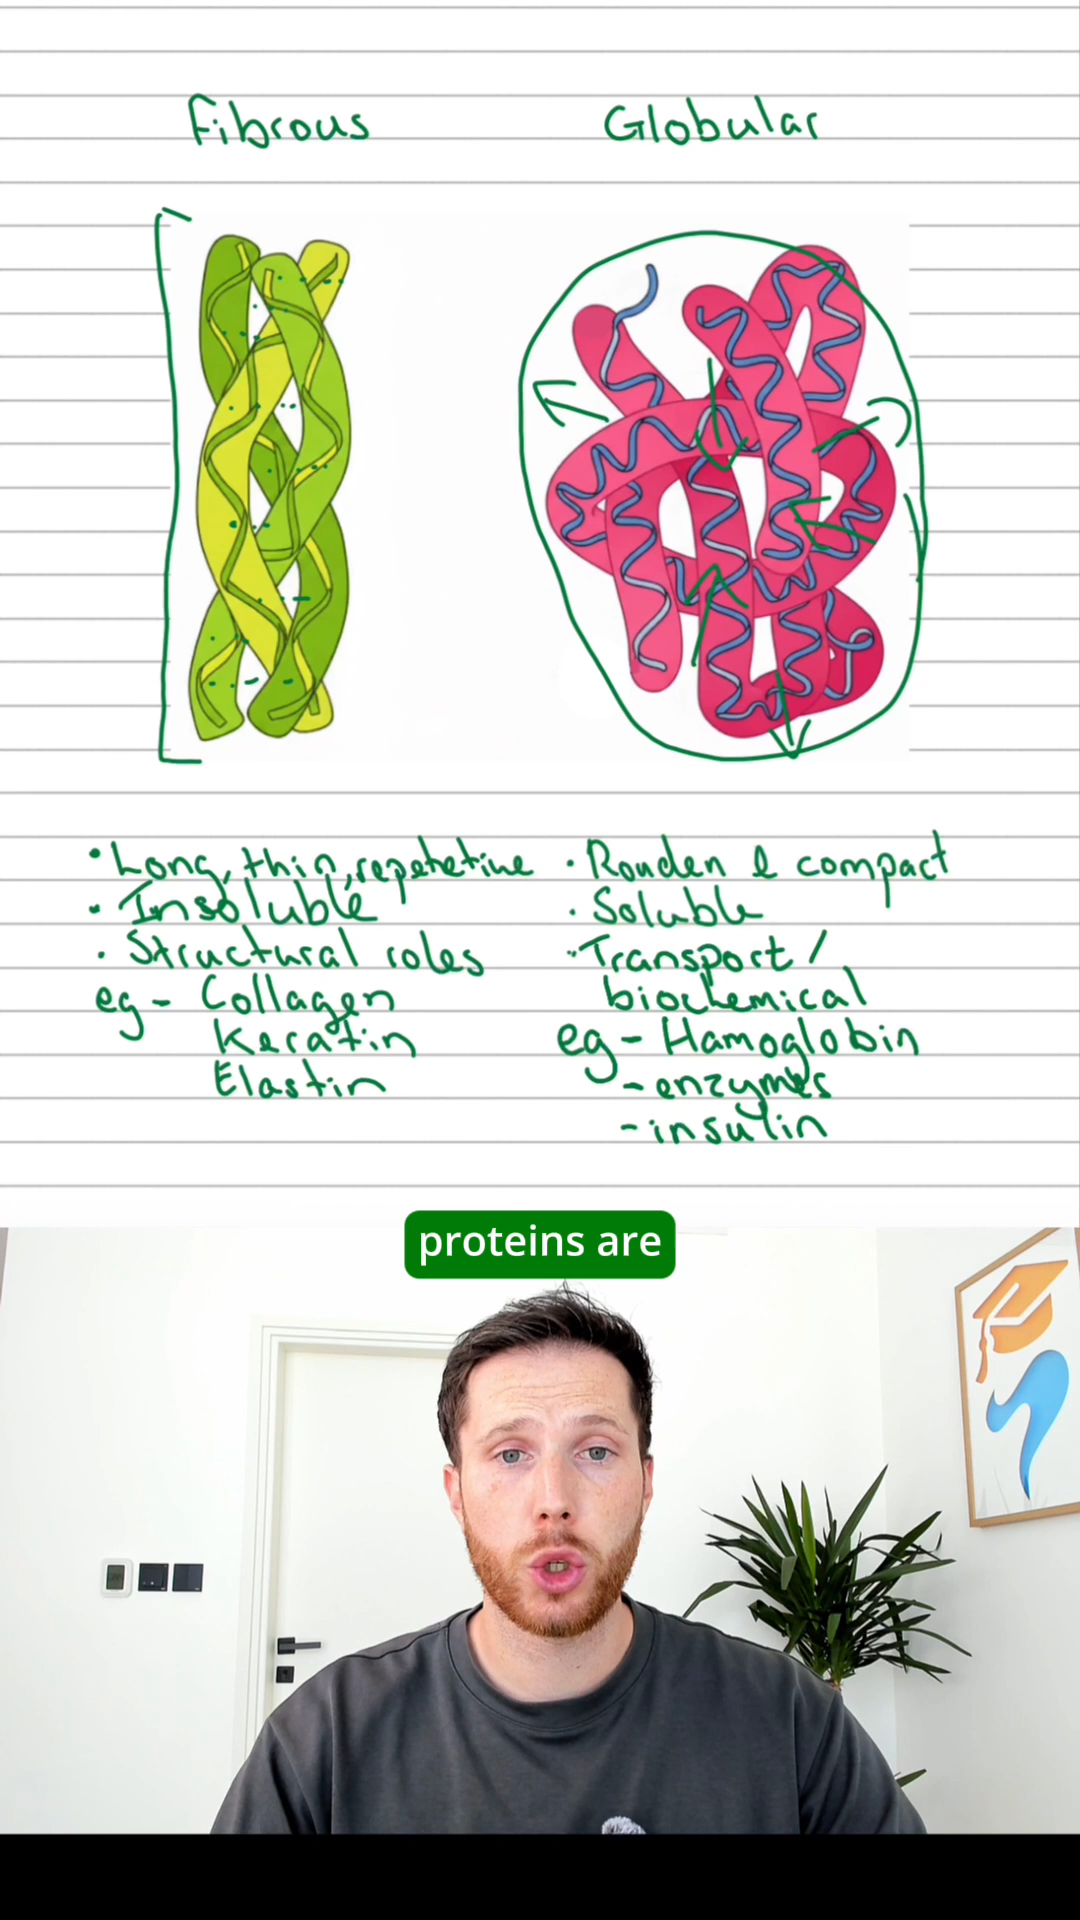 Fibrous
Globular
• Long, thin, repetetive
• Insoluble
• Structural roles
eg - Collagen
Keratin
Elastin
• Rouden & compact
• Soluble
• Transport /
biochemical
eg - Hamoglobin
- enzymes
- insulin
proteins are